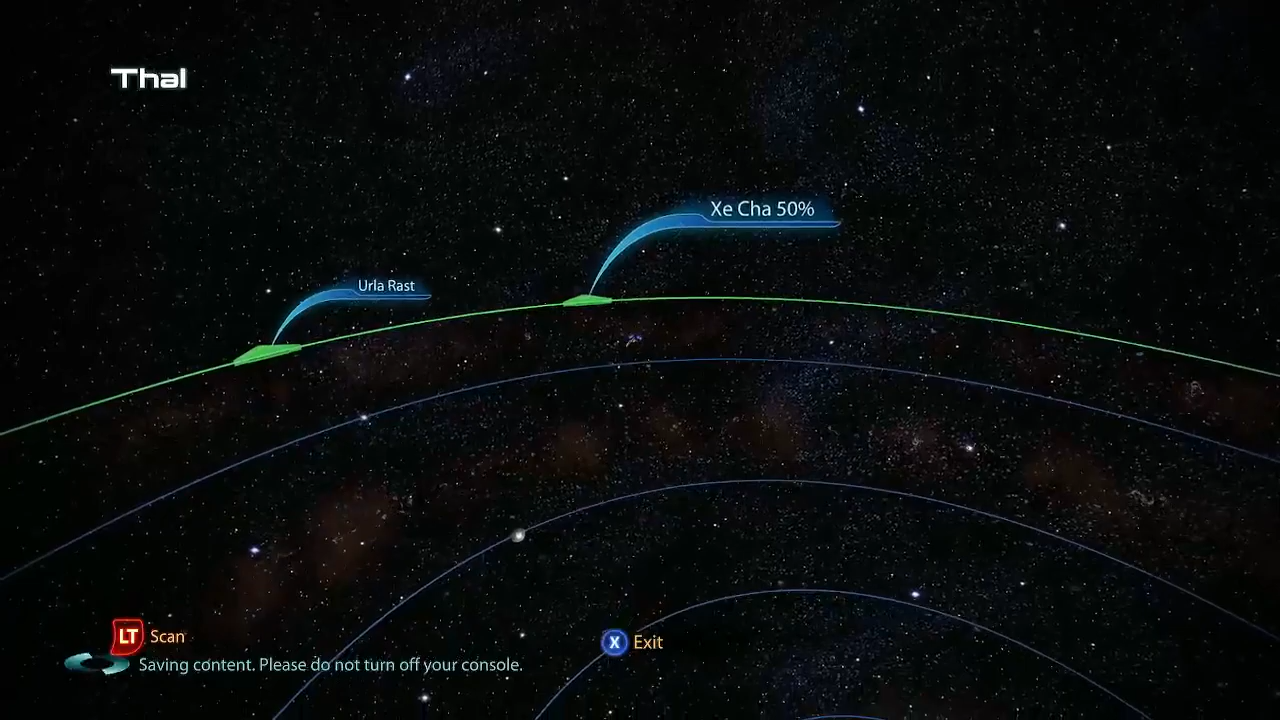 Thal
Xe Cha 50%
Urla Rast
LT Scan
X Exit
Saving content. Please do not turn off your console.